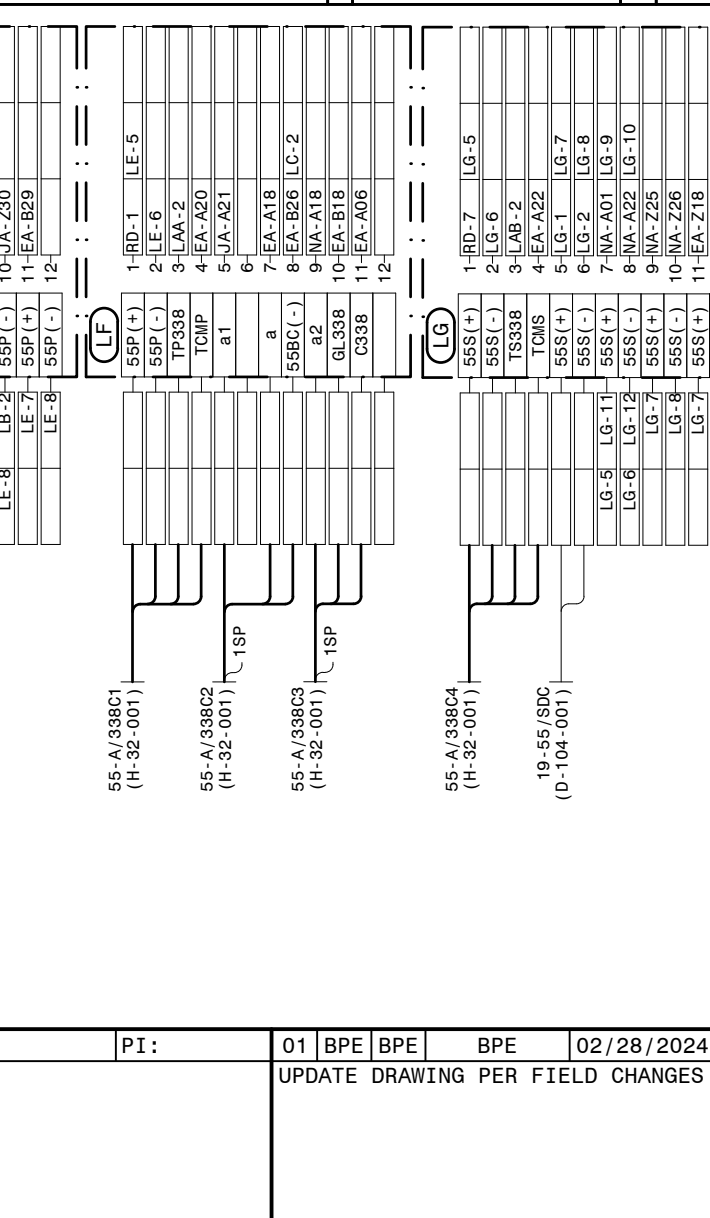 10-JA-Z30
11-EA-B29
12-
55P(-)
55P(+)
55P(-)
LE-8
LB-2
LE-7
LE-8
LF
1-RD-1 LE-5
2-LE-6
3-LAA-2
4-EA-A20
5-JA-A21
6-
7-EA-A18
8-EA-B26 LC-2
9-NA-A18
10-EA-B18
11-EA-A06
12-
55P(+)
55P(-)
TP338
TCMP
a1
a
55BC(-)
a2
GL338
C338
1SP
1SP
55-A/338C1
(H-32-001)
55-A/338C2
(H-32-001)
55-A/338C3
(H-32-001)
LG
1-RD-7 LG-5
2-LG-6
3-LAB-2
4-EA-A22
5-LG-1 LG-7
6-LG-2 LG-8
7-NA-A01 LG-9
8-NA-A22 LG-10
9-NA-Z25
10-NA-Z26
11-EA-Z18
55S(+)
55S(-)
TS338
TCMS
55S(+)
55S(-)
55S(+)
55S(-)
55S(+)
55S(-)
55S(+)
LG-5 LG-11
LG-6 LG-12
LG-7
LG-8
LG-7
55-A/338C4
(H-32-001)
19-55/SDC
(D-104-001)
PI: 01 BPE BPE BPE 02/28/2024
UPDATE DRAWING PER FIELD CHANGES